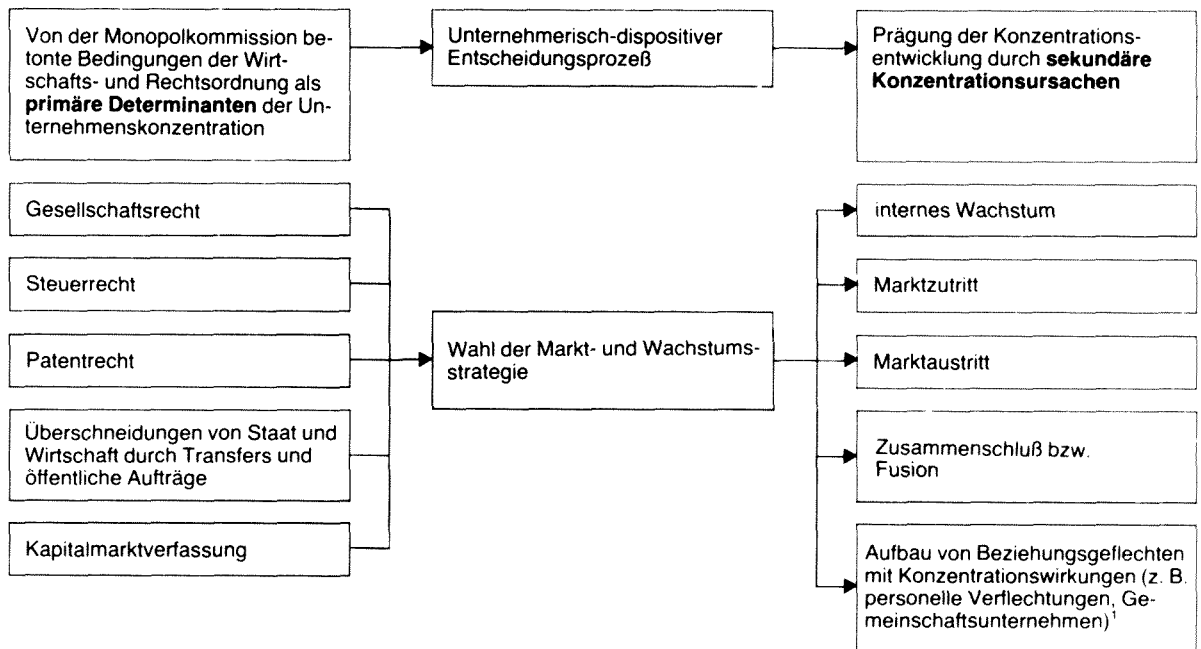 Von der Monopolkommission be-
tonte Bedingungen der Wirt-
schafts- und Rechtsordnung als
primäre Determinanten der Un-
ternehmenskonzentration
Unternehmerisch-dispositiver
Entscheidungsprozeß
Prägung der Konzentrations-
entwicklung durch sekundäre
Konzentrationsursachen
Gesellschaftsrecht
Steuerrecht
Patentrecht
Überschneidungen von Staat und
Wirtschaft durch Transfers und
öffentliche Aufträge
Kapitalmarktverfassung
Wahl der Markt- und Wachstums-
strategie
internes Wachstum
Marktzutritt
Marktaustritt
Zusammenschluß bzw.
Fusion
Aufbau von Beziehungsgeflechten
mit Konzentrationswirkungen (z. B.
personelle Verflechtungen, Ge-
meinschaftsunternehmen)¹